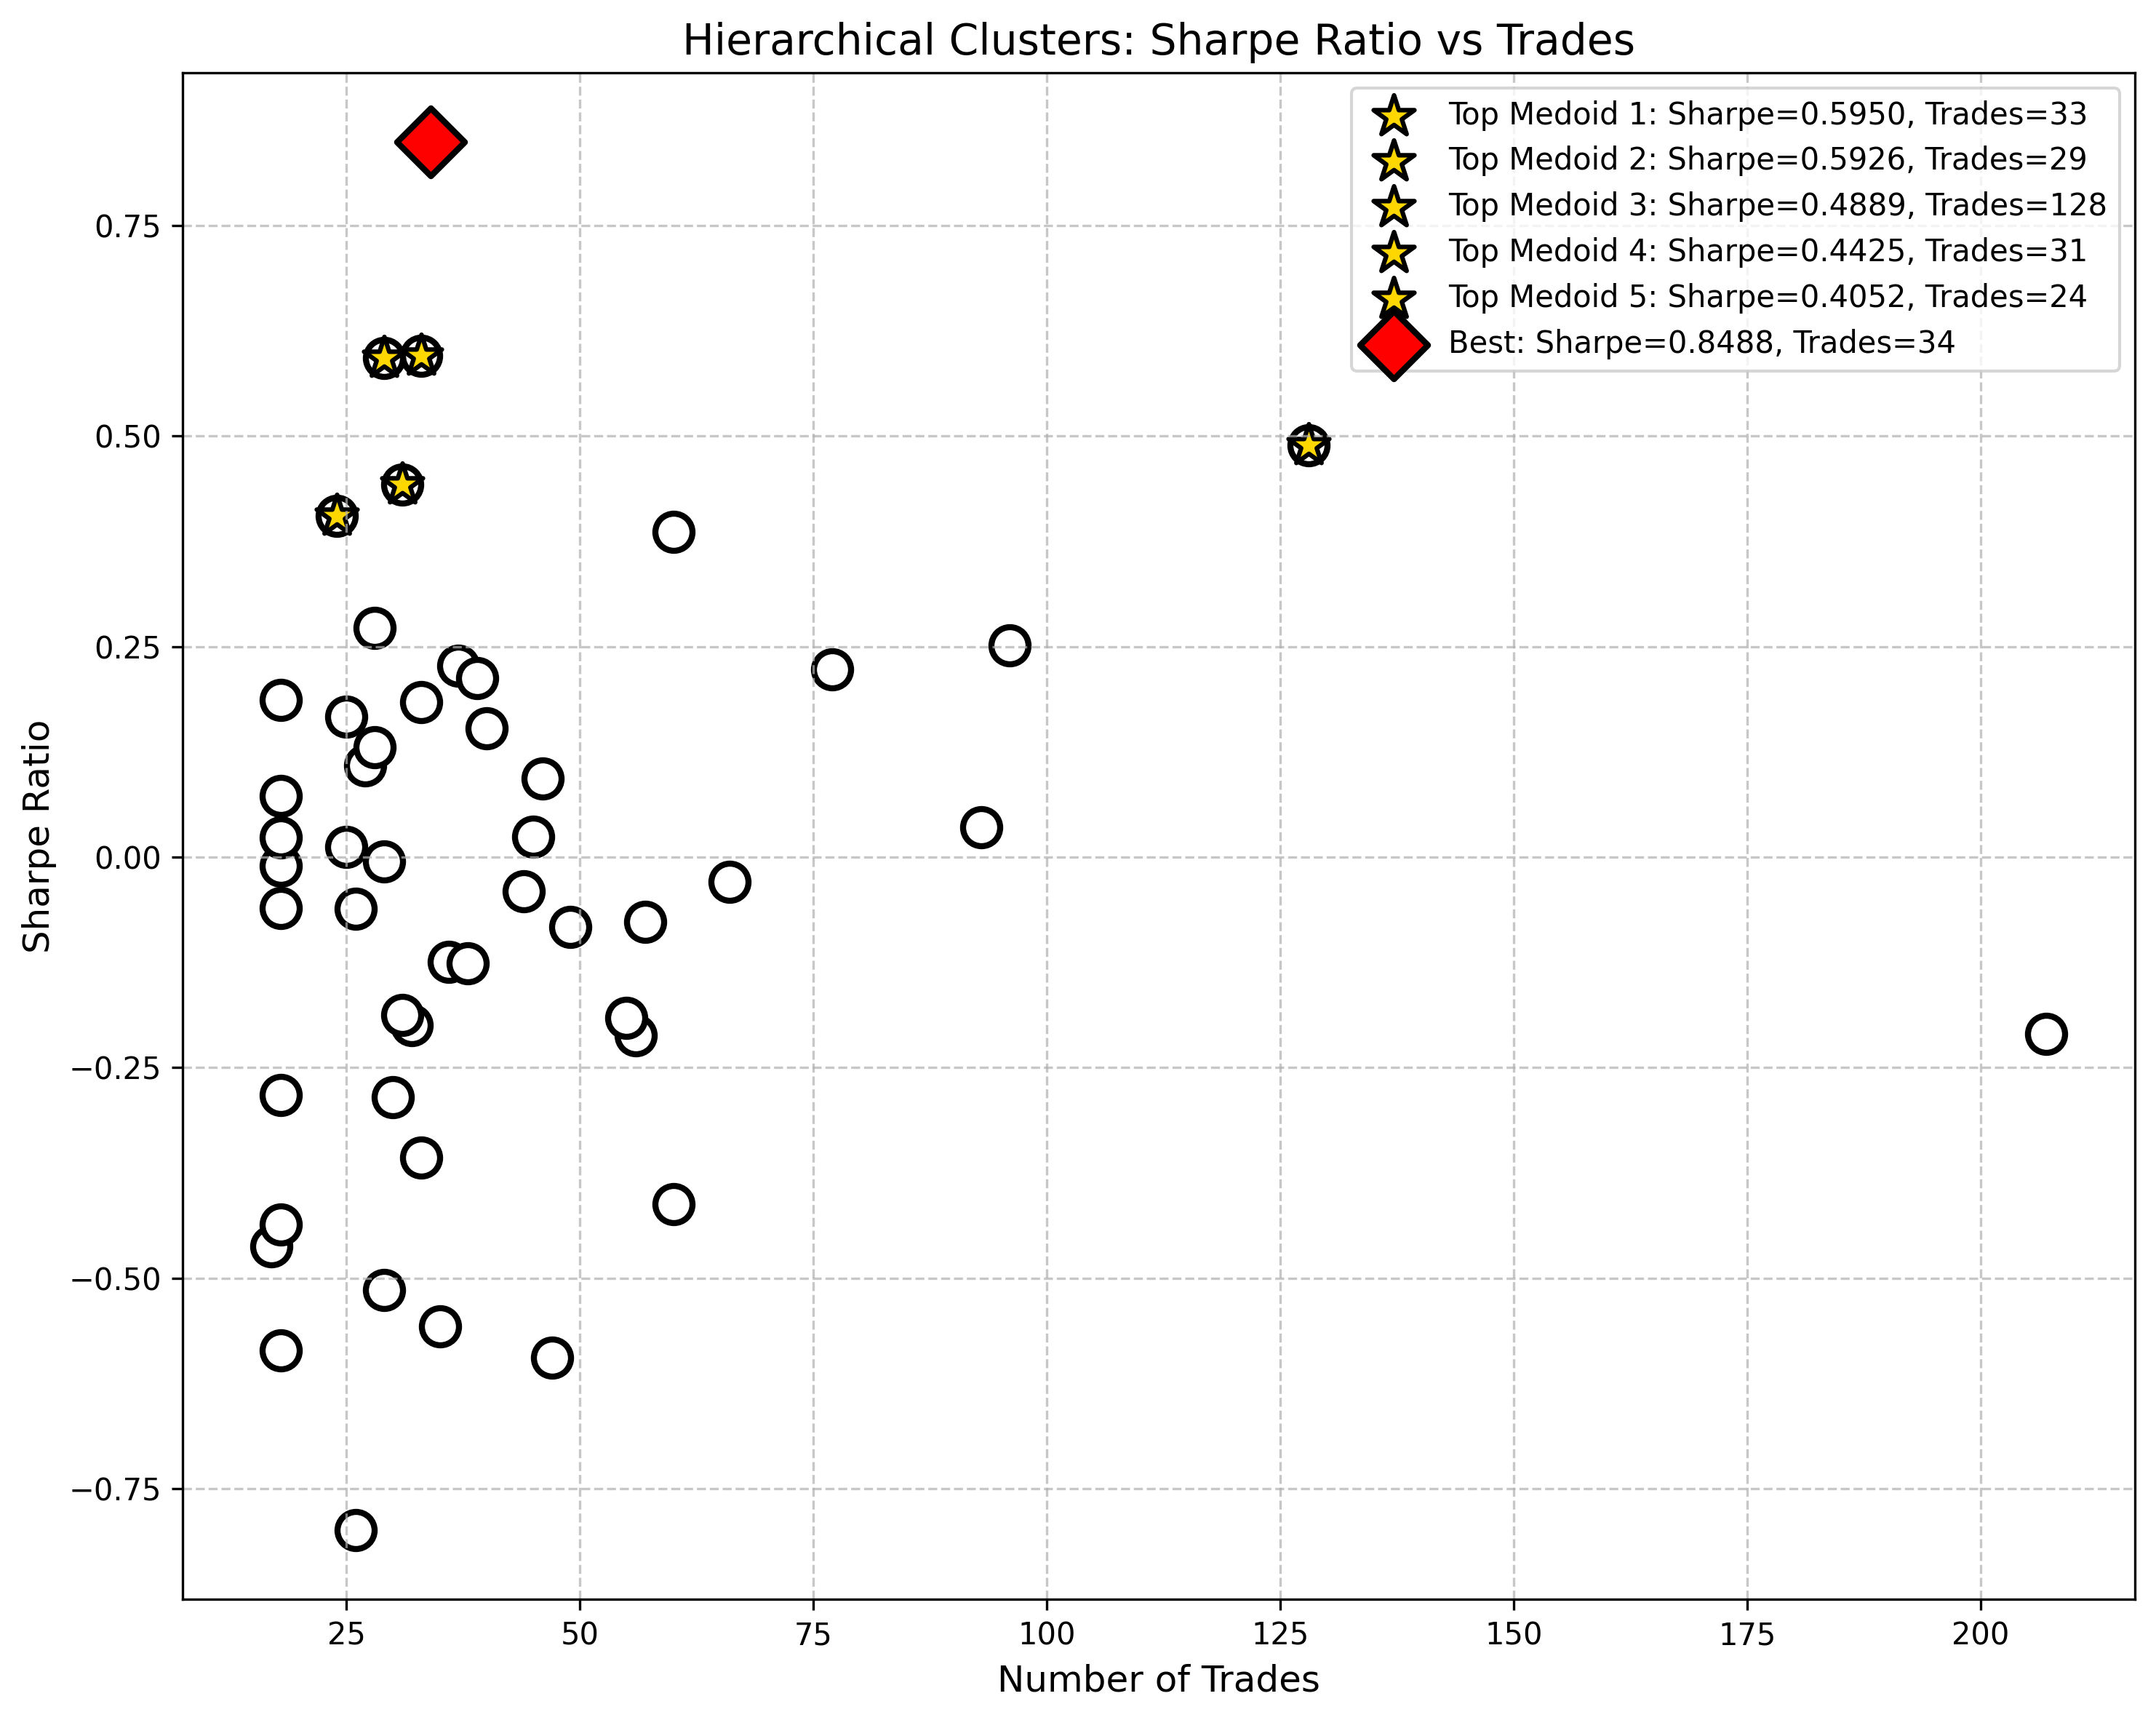 Hierarchical Clusters: Sharpe Ratio vs Trades
Top Medoid 1: Sharpe=0.5950, Trades=33
Top Medoid 2: Sharpe=0.5926, Trades=29
Top Medoid 3: Sharpe=0.4889, Trades=128
Top Medoid 4: Sharpe=0.4425, Trades=31
Top Medoid 5: Sharpe=0.4052, Trades=24
Best: Sharpe=0.8488, Trades=34
Sharpe Ratio
0.75
0.50
0.25
0.00
−0.25
−0.50
−0.75
25 50 75 100 125 150 175 200
Number of Trades